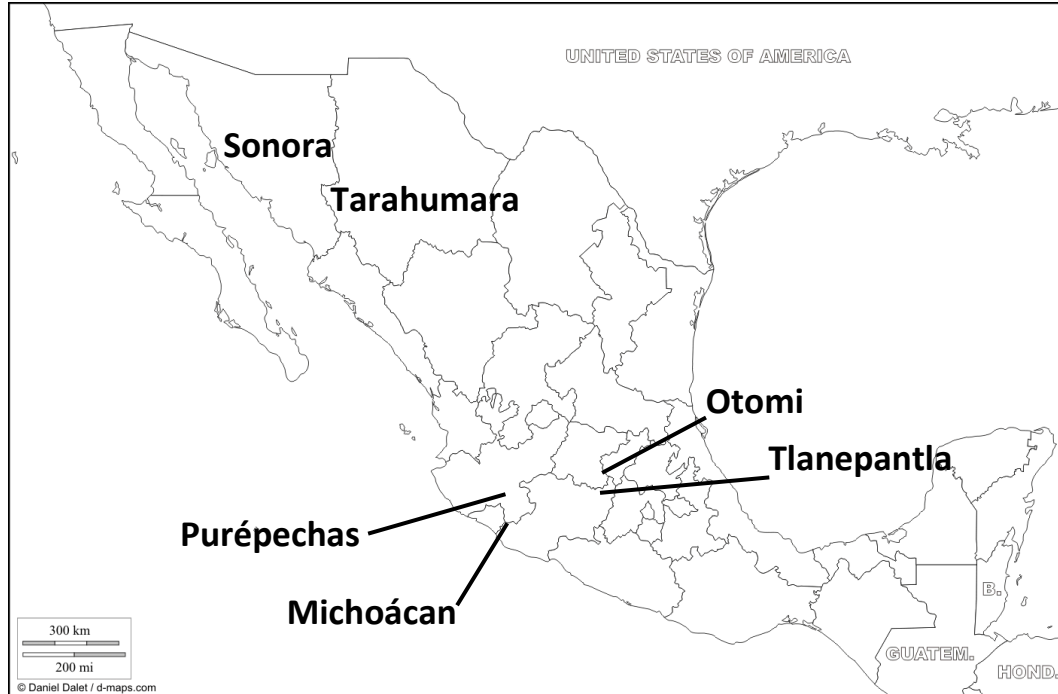 UNITED STATES OF AMERICA
Sonora
Tarahumara
Otomi
Tlanepantla
Purépechas
Michoácan
B.
300 km
200 mi
GUATEM.
HOND.
© Daniel Dalet / d-maps.com